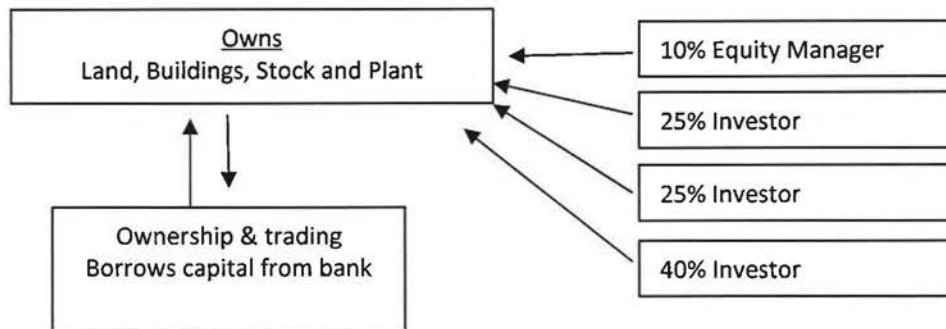 Owns
Land, Buildings, Stock and Plant
10% Equity Manager
25% Investor
25% Investor
40% Investor
Ownership & trading
Borrows capital from bank